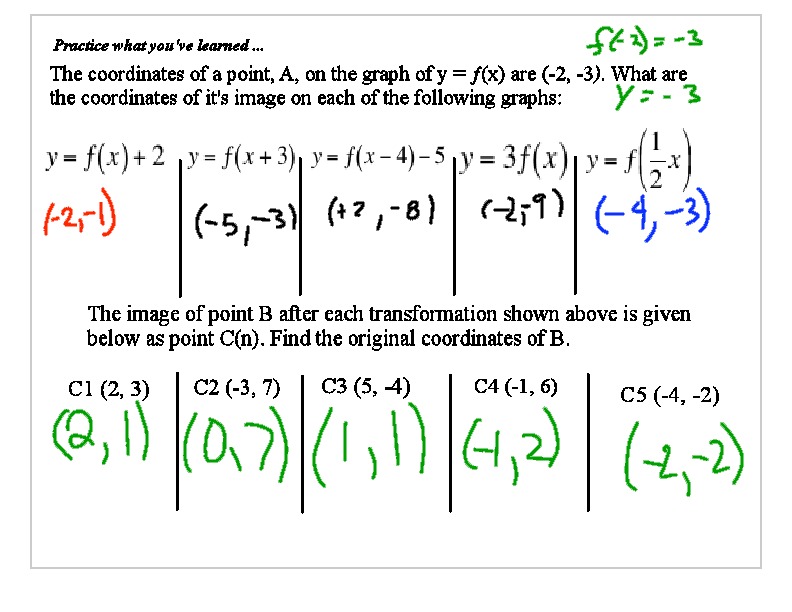 Practice what you've learned ...
f(-2) = -3
The coordinates of a point, A, on the graph of y = f(x) are (-2, -3). What are
the coordinates of it's image on each of the following graphs:
y = -3
y = f(x) + 2 y = f(x + 3) y = f(x − 4) − 5 y = 3f(x) y = f(1/2 x)
(-2,-1) (-5,-3) (+2,-8) (-2,-9) (-4,-3)
The image of point B after each transformation shown above is given
below as point C(n). Find the original coordinates of B.
C1 (2, 3) C2 (-3, 7) C3 (5, -4) C4 (-1, 6) C5 (-4, -2)
(2,1) (0,7) (1,1) (-1,2) (-2,-2)